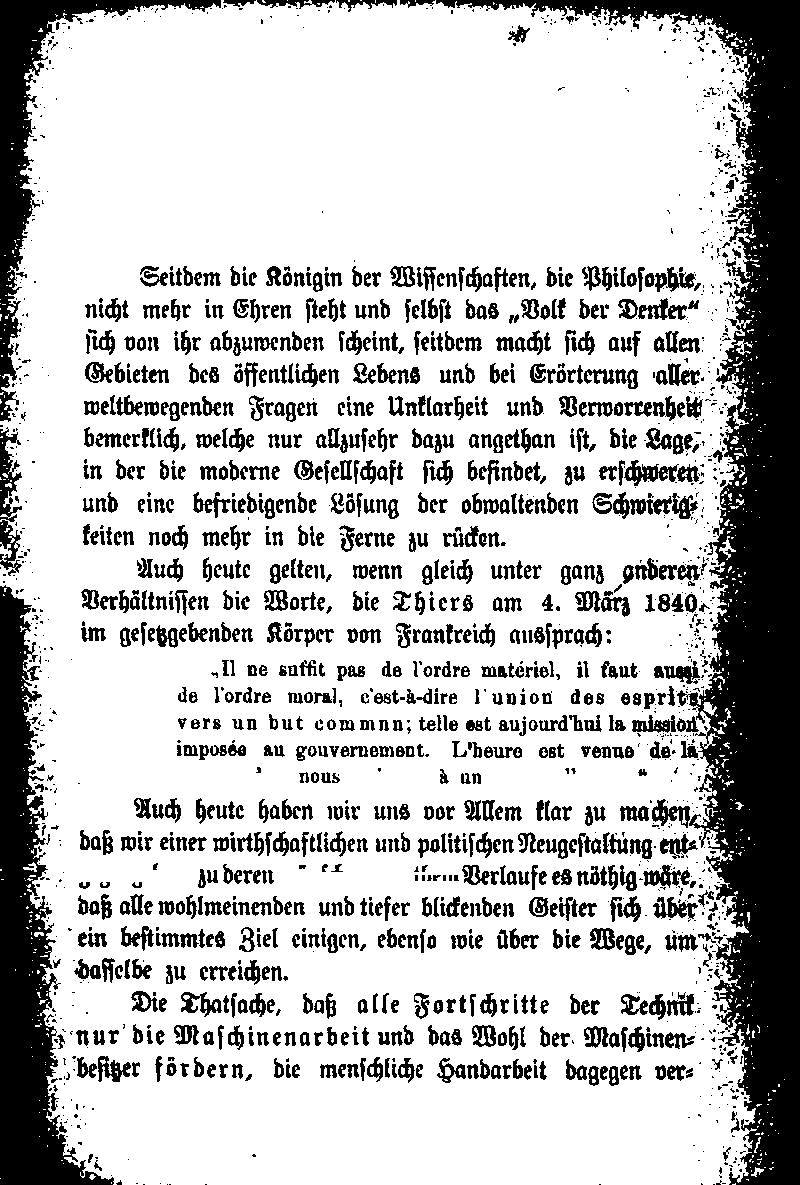 Seitdem die Königin der Wissenschaften, die Philosophie,
nicht mehr in Ehren steht und selbst das „Volk der Denker“
sich von ihr abzuwenden scheint, seitdem macht sich auf allen
Gebieten des öffentlichen Lebens und bei Erörterung aller
weltbewegenden Fragen eine Unklarheit und Verworrenheit
bemerklich, welche nur allzusehr dazu angethan ist, die Lage,
in der die moderne Gesellschaft sich befindet, zu erschweren
und eine befriedigende Lösung der obwaltenden Schwierig-
keiten noch mehr in die Ferne zu rücken.
Auch heute gelten, wenn gleich unter ganz anderen
Verhältnissen die Worte, die Thiers am 4. März 1840
im gesetzgebenden Körper von Frankreich aussprach:
„Il ne suffit pas de l'ordre matériel, il faut aussi
de l'ordre moral, c'est-à-dire l'union des esprits
vers un but commnn; telle est aujourd'hui la mission
imposée au gouvernement. L'heure est venue de la
nous à un
Auch heute haben wir uns vor Allem klar zu machen,
daß wir einer wirthschaftlichen und politischen Neugestaltung ent-
zu deren ihrem Verlaufe es nöthig wäre,
daß alle wohlmeinenden und tiefer blickenden Geister sich über
ein bestimmtes Ziel einigen, ebenso wie über die Wege, um
dasselbe zu erreichen.
Die Thatsache, daß alle Fortschritte der Technik
nur die Maschinenarbeit und das Wohl der Maschinen-
besitzer fördern, die menschliche Handarbeit dagegen ver-